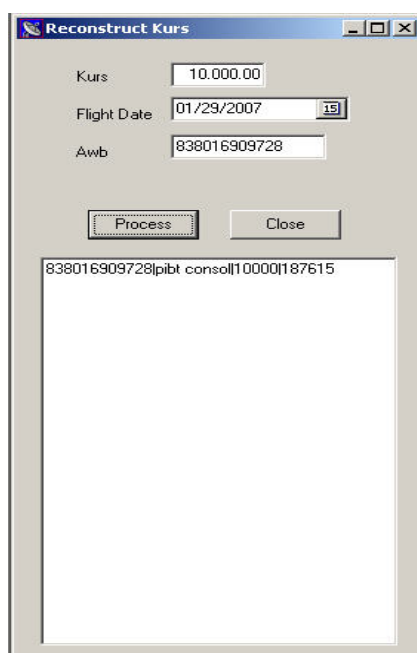 Reconstruct Kurs
Kurs 10.000.00
Flight Date 01/29/2007 15
Awb 838016909728
Process Close
838016909728|pibt consol|10000|187615